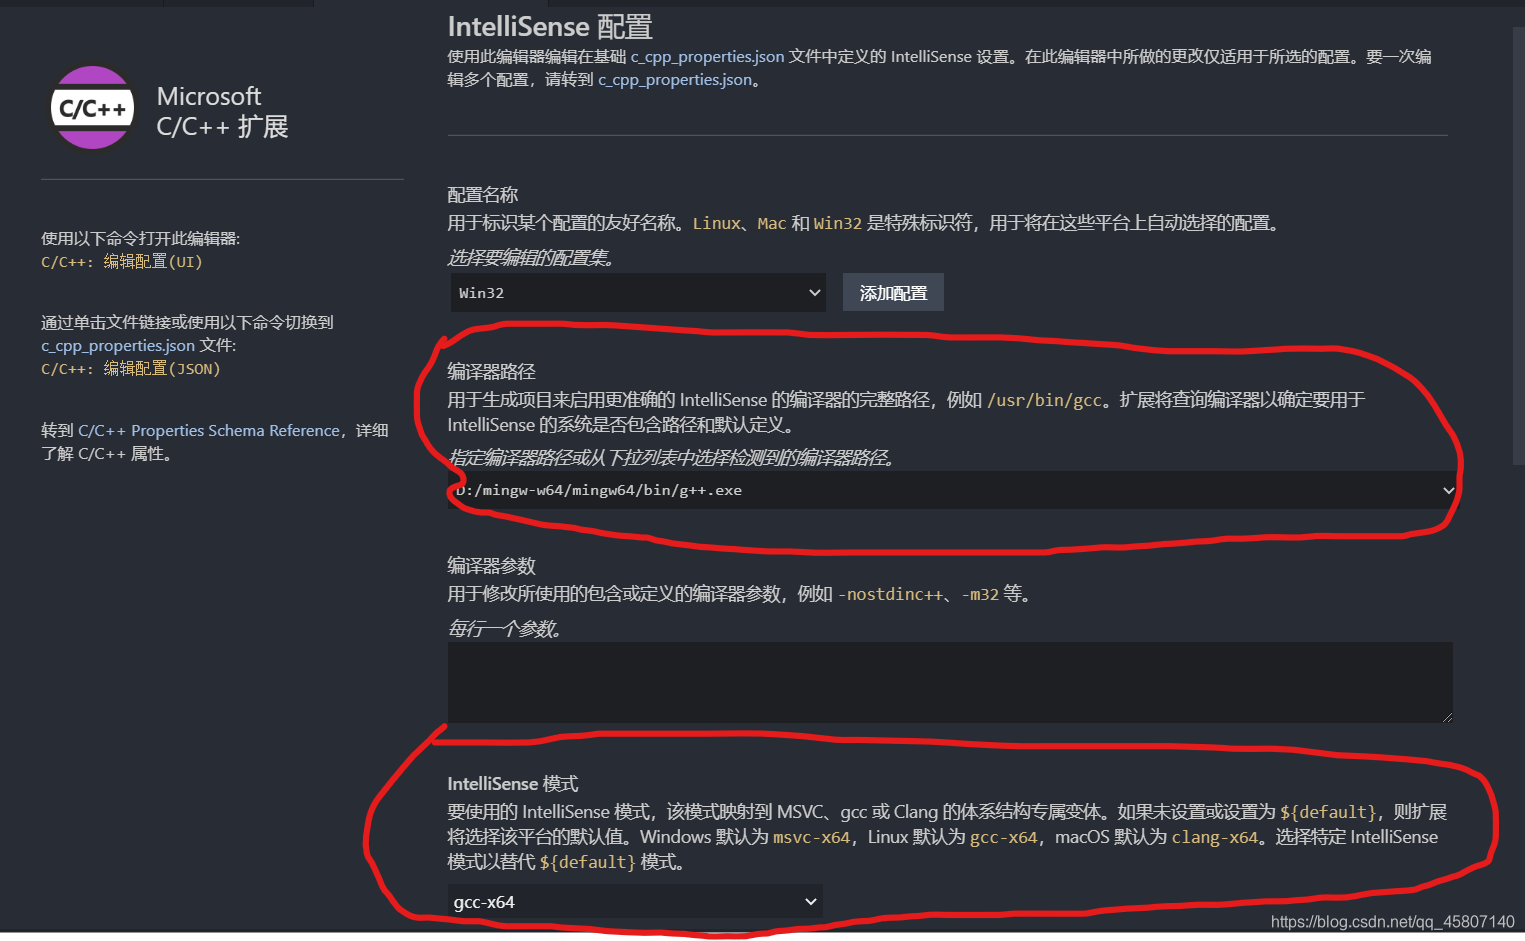 IntelliSense 配置
使用此编辑器编辑在基础 c_cpp_properties.json 文件中定义的 IntelliSense 设置。在此编辑器中所做的更改仅适用于所选的配置。要一次编
辑多个配置，请转到 c_cpp_properties.json。
C/C++
Microsoft
C/C++ 扩展
使用以下命令打开此编辑器:
C/C++: 编辑配置(UI)
通过单击文件链接或使用以下命令切换到
c_cpp_properties.json 文件:
C/C++: 编辑配置(JSON)
转到 C/C++ Properties Schema Reference，详细
了解 C/C++ 属性。
配置名称
用于标识某个配置的友好名称。Linux、Mac 和 Win32 是特殊标识符，用于将在这些平台上自动选择的配置。
选择要编辑的配置集。
Win32
添加配置
编译器路径
用于生成项目来启用更准确的 IntelliSense 的编译器的完整路径，例如 /usr/bin/gcc。扩展将查询编译器以确定要用于
IntelliSense 的系统是否包含路径和默认定义。
指定编译器路径或从下拉列表中选择检测到的编译器路径。
D:/mingw-w64/mingw64/bin/g++.exe
编译器参数
用于修改所使用的包含或定义的编译器参数，例如 -nostdinc++、-m32 等。
每行一个参数。
IntelliSense 模式
要使用的 IntelliSense 模式，该模式映射到 MSVC、gcc 或 Clang 的体系结构专属变体。如果未设置或设置为 ${default}，则扩展
将选择该平台的默认值。Windows 默认为 msvc-x64，Linux 默认为 gcc-x64，macOS 默认为 clang-x64。选择特定 IntelliSense
模式以替代 ${default} 模式。
gcc-x64
https://blog.csdn.net/qq_45807140